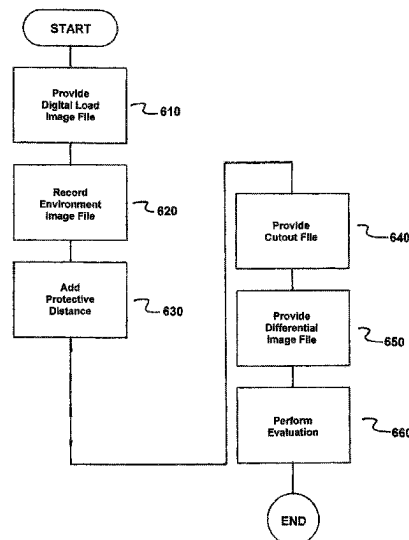 START
Provide
Digital Load
Image File
610
Record
Environment
Image File
620
Add
Protective
Distance
630
Provide
Cutout File
640
Provide
Differential
Image File
650
Perform
Evaluation
660
END